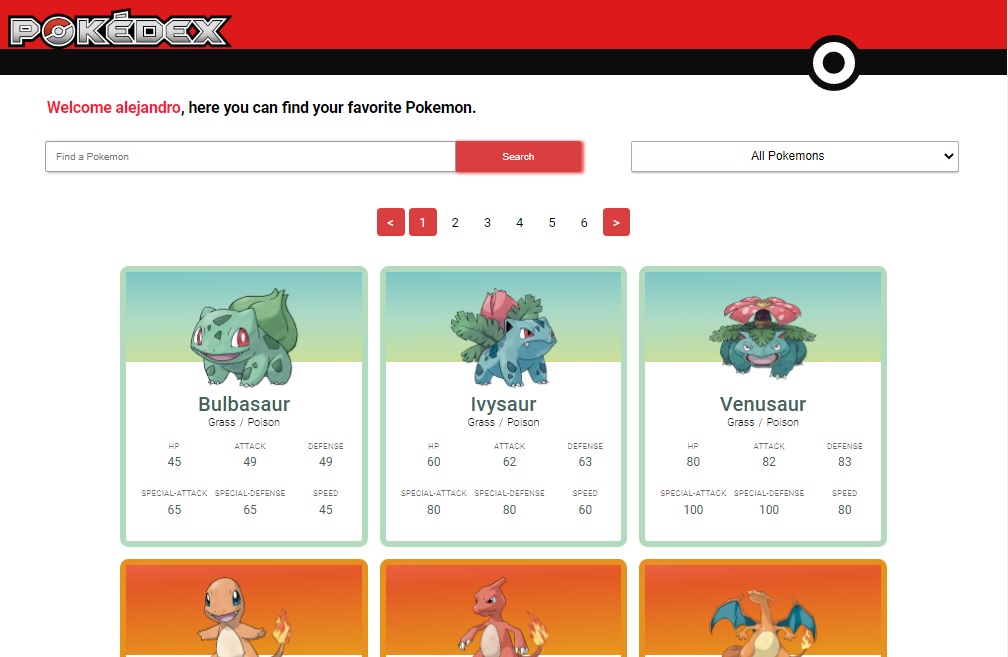 POKÉDEX
Welcome alejandro, here you can find your favorite Pokemon.
Find a Pokemon Search All Pokemons
< 1 2 3 4 5 6 >
Bulbasaur
Grass / Poison
HP ATTACK DEFENSE
45 49 49
SPECIAL-ATTACK SPECIAL-DEFENSE SPEED
65 65 45
Ivysaur
Grass / Poison
HP ATTACK DEFENSE
60 62 63
SPECIAL-ATTACK SPECIAL-DEFENSE SPEED
80 80 60
Venusaur
Grass / Poison
HP ATTACK DEFENSE
80 82 83
SPECIAL-ATTACK SPECIAL-DEFENSE SPEED
100 100 80